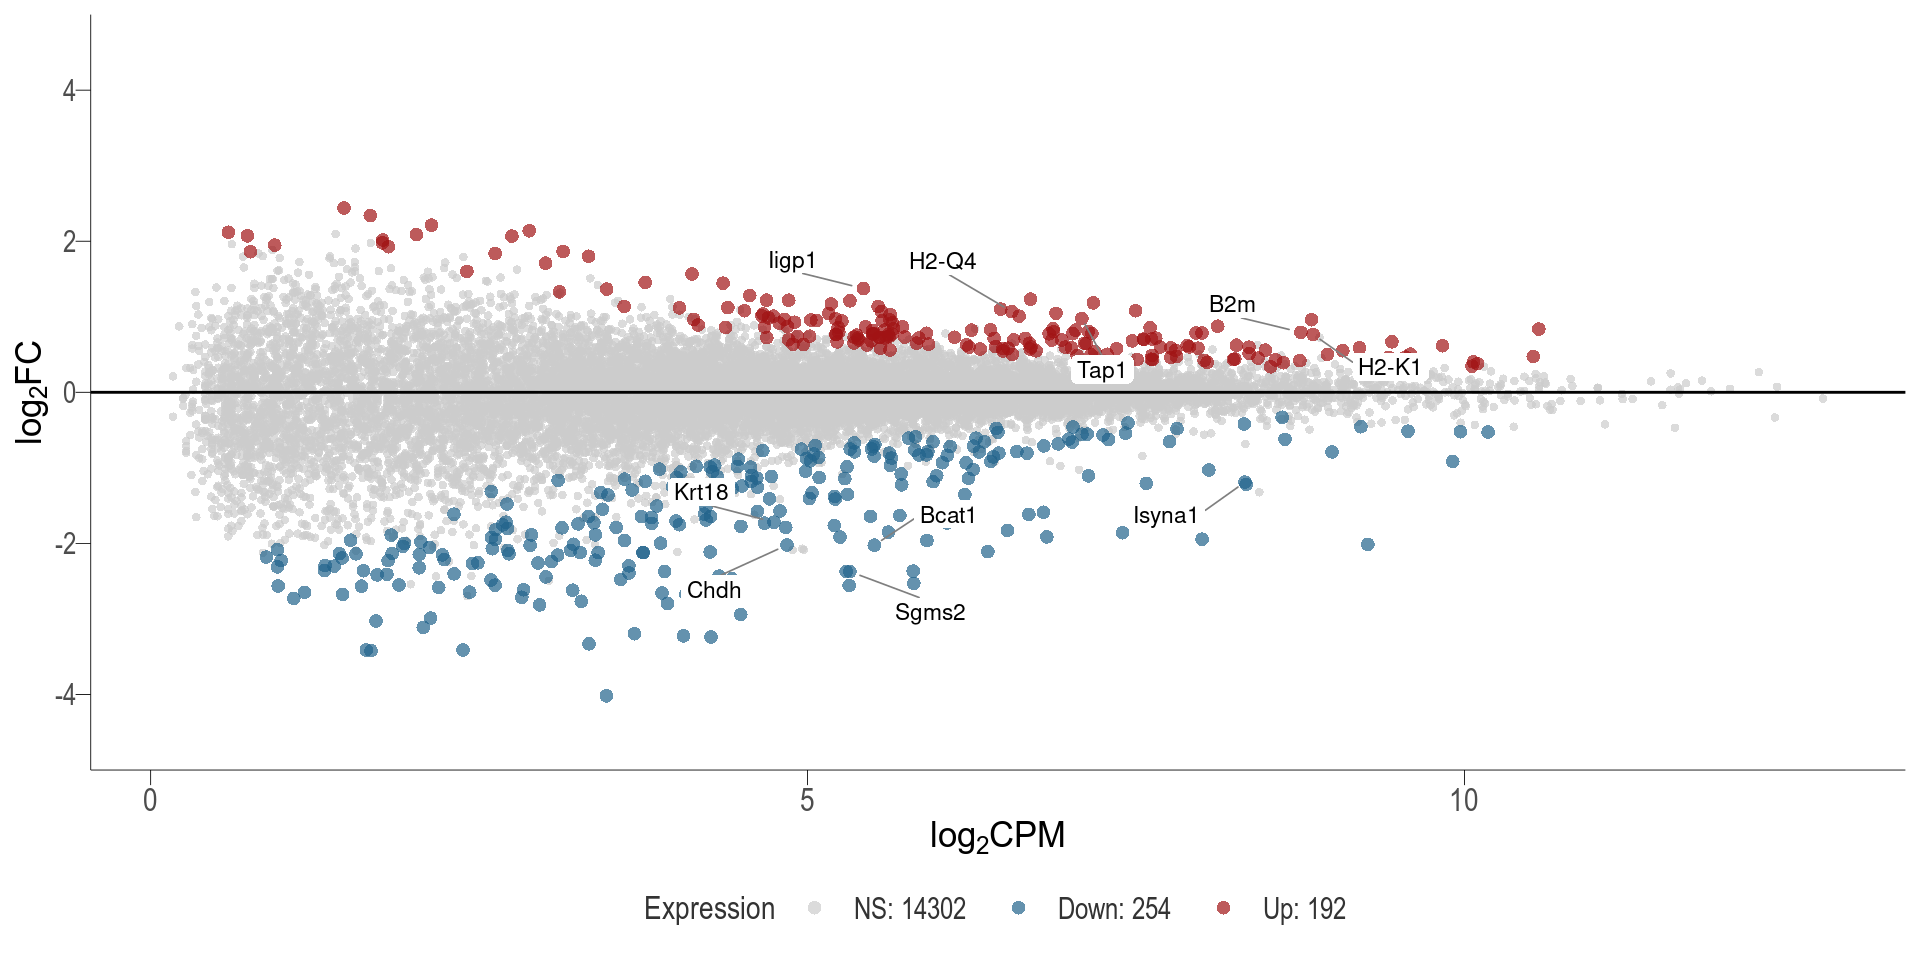 4
2
0
-2
-4
log2FC
Iigp1
H2-Q4
B2m
Tap1
H2-K1
Krt18
Bcat1
Isyna1
Chdh
Sgms2
0
5
10
log2CPM
Expression
NS: 14302
Down: 254
Up: 192